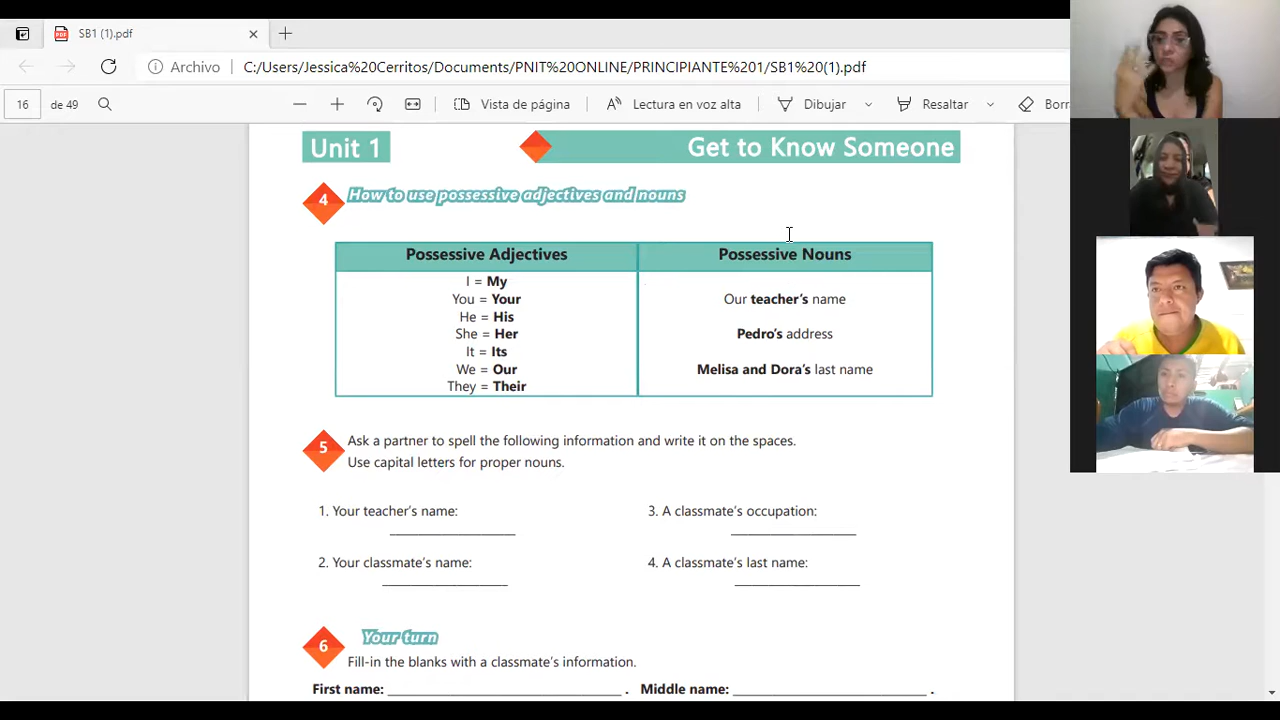 SB1 (1).pdf
Archivo
C:/Users/Jessica%20Cerritos/Documents/PNIT%20ONLINE/PRINCIPIANTE%201/SB1%20(1).pdf
16 de 49
Vista de página
Lectura en voz alta
Dibujar
Resaltar
Borra
Unit 1
Get to Know Someone
4 How to use possessive adjectives and nouns
Possessive Adjectives
I = My
You = Your
He = His
She = Her
It = Its
We = Our
They = Their
Possessive Nouns
Our teacher's name
Pedro's address
Melisa and Dora's last name
5 Ask a partner to spell the following information and write it on the spaces.
Use capital letters for proper nouns.
1. Your teacher's name:
2. Your classmate's name:
3. A classmate's occupation:
4. A classmate's last name:
6 Your turn
Fill-in the blanks with a classmate's information.
First name: ______________ . Middle name: ______________ .